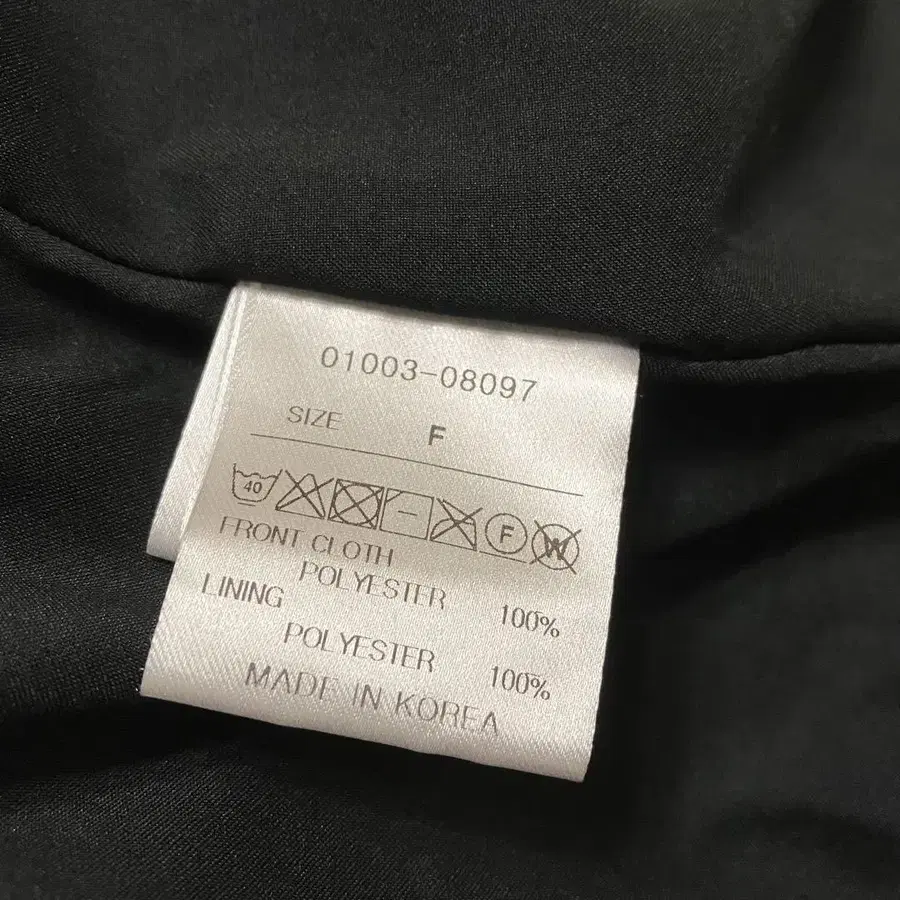 01003-08097
SIZE F
40 F W
FRONT CLOTH
POLYESTER 100%
LINING
POLYESTER 100%
MADE IN KOREA